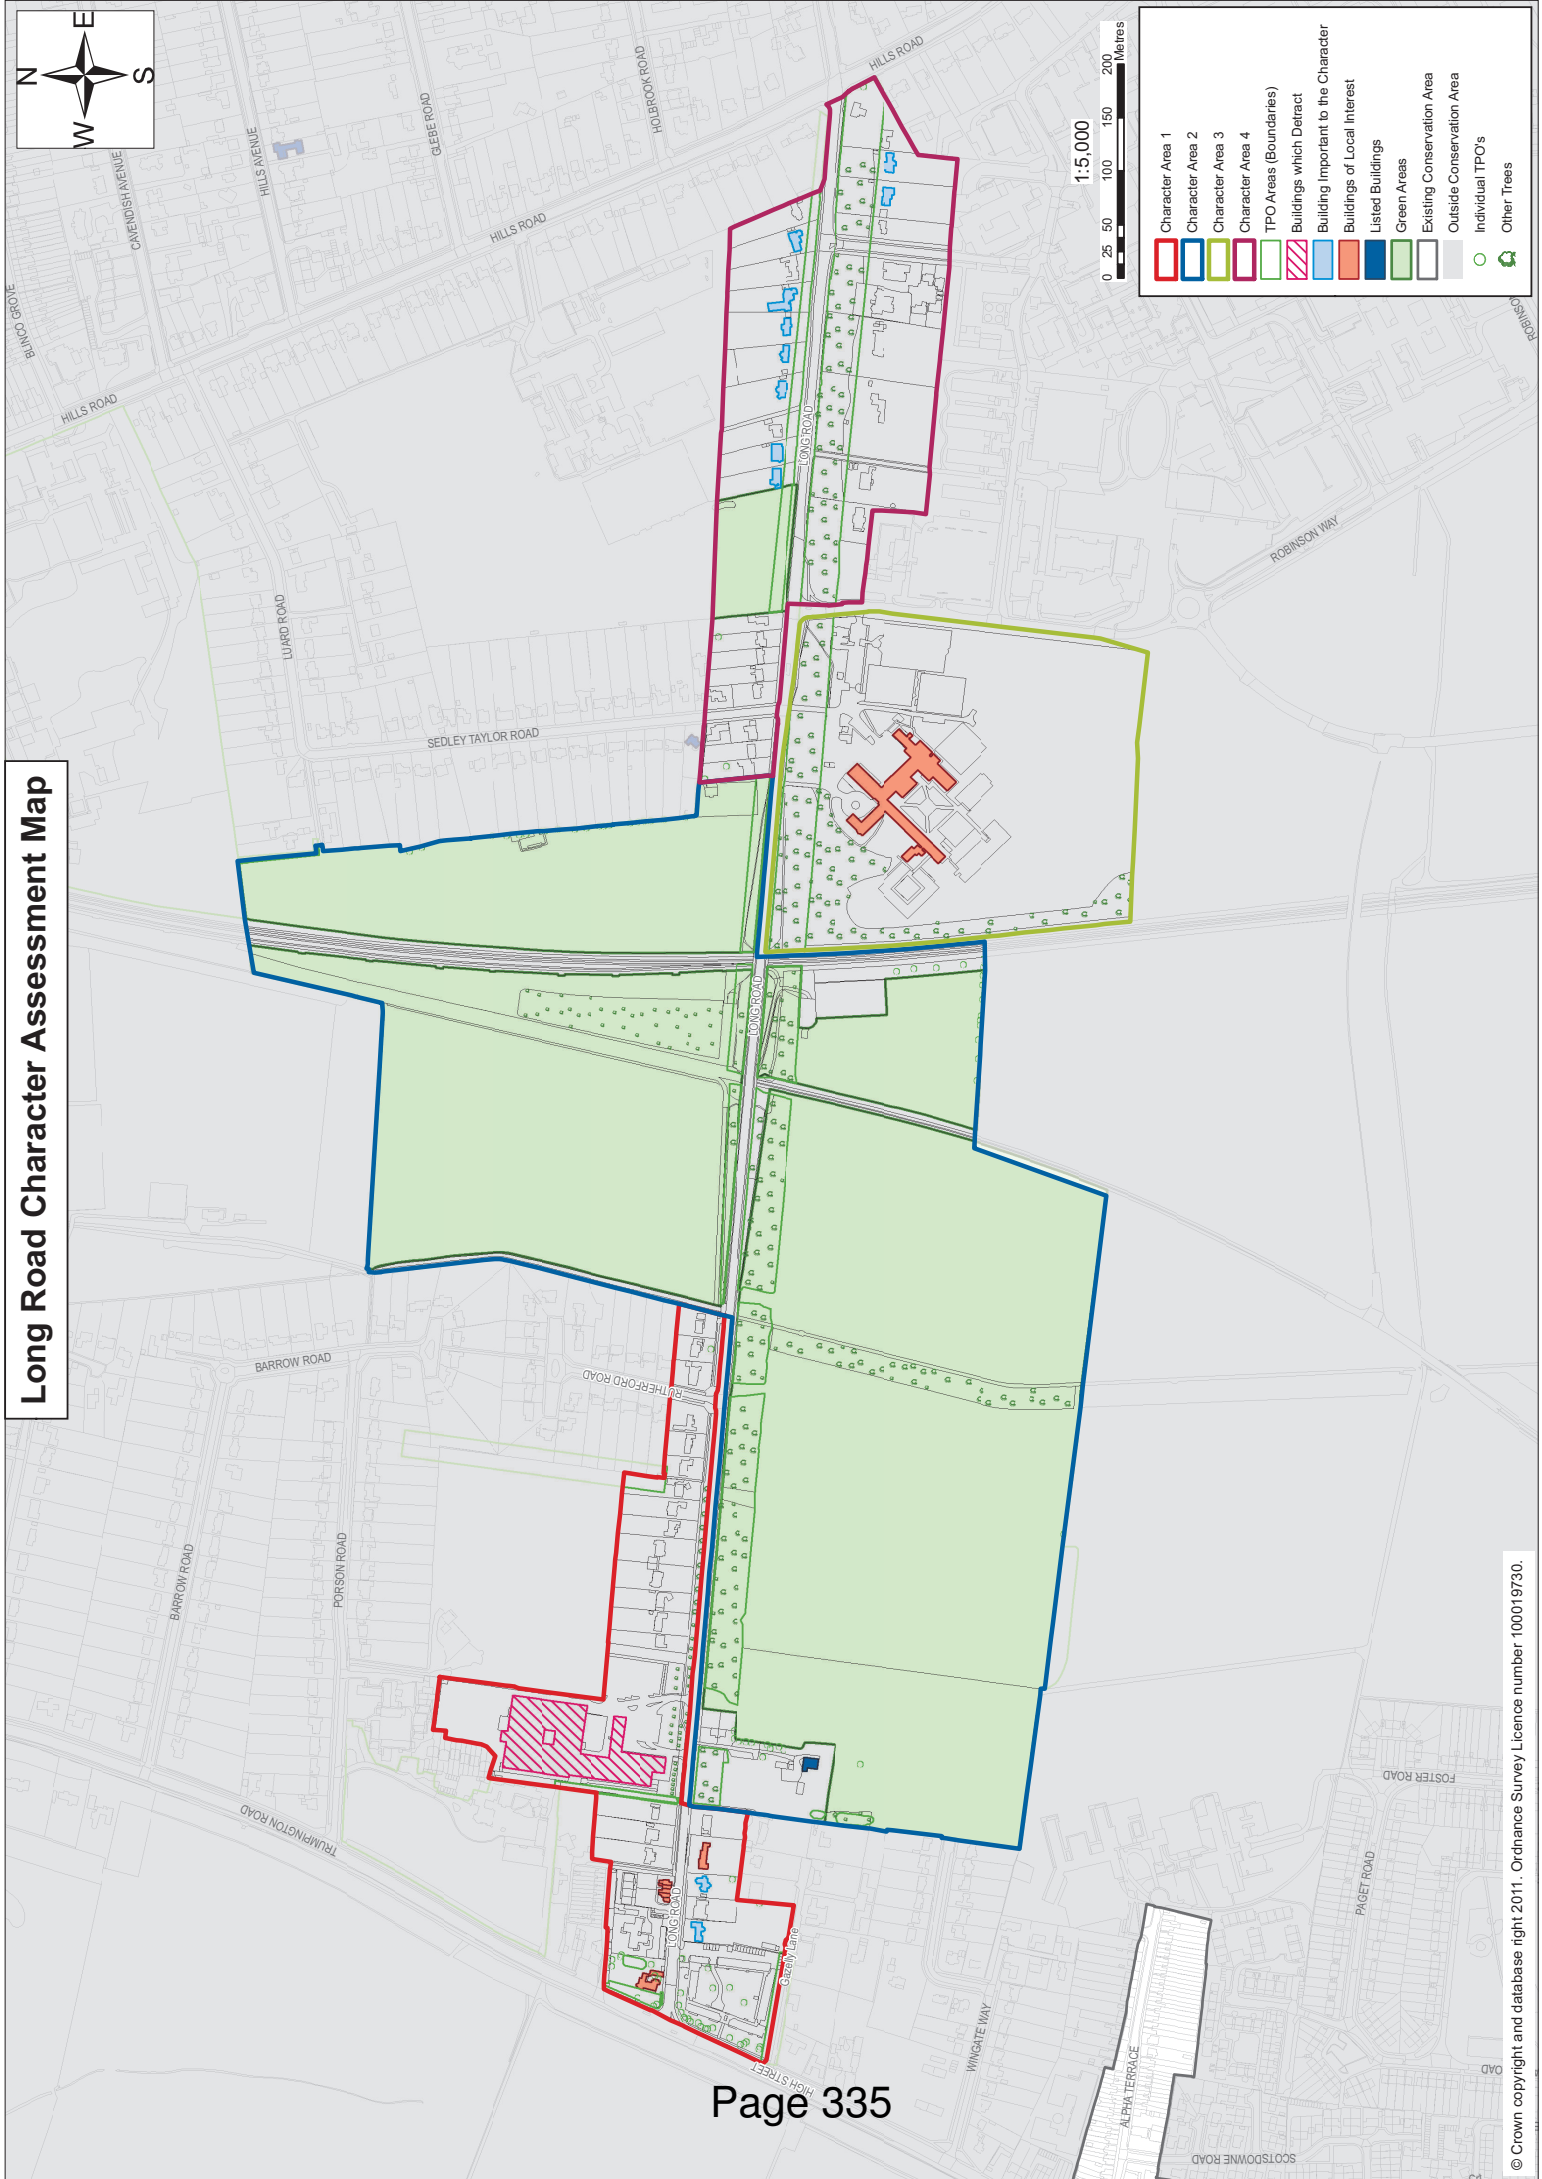 Long Road Character Assessment Map
N
E
S
W
BLINCO GROVE
CAVENDISH AVENUE
HILLS AVENUE
GLEBE ROAD
HOLBROOK ROAD
HILLS ROAD
HILLS ROAD
HILLS ROAD
LUARD ROAD
SEDLEY TAYLOR ROAD
LONG ROAD
LONG ROAD
LONG ROAD
ROBINSON WAY
BARROW ROAD
BARROW ROAD
PORSON ROAD
RUTHERFORD ROAD
TRUMPINGTON ROAD
HIGH STREET
Gazelly Lane
WINGATE WAY
ALPHA TERRACE
SCOTSDOWNE ROAD
PAGET ROAD
FOSTER ROAD
1:5,000
0 25 50 100 150 200
Metres
Character Area 1
Character Area 2
Character Area 3
Character Area 4
TPO Areas (Boundaries)
Buildings which Detract
Building Important to the Character
Buildings of Local Interest
Listed Buildings
Green Areas
Existing Conservation Area
Outside Conservation Area
Individual TPO's
Other Trees
© Crown copyright and database right 2011. Ordnance Survey Licence number 100019730.
Page 335